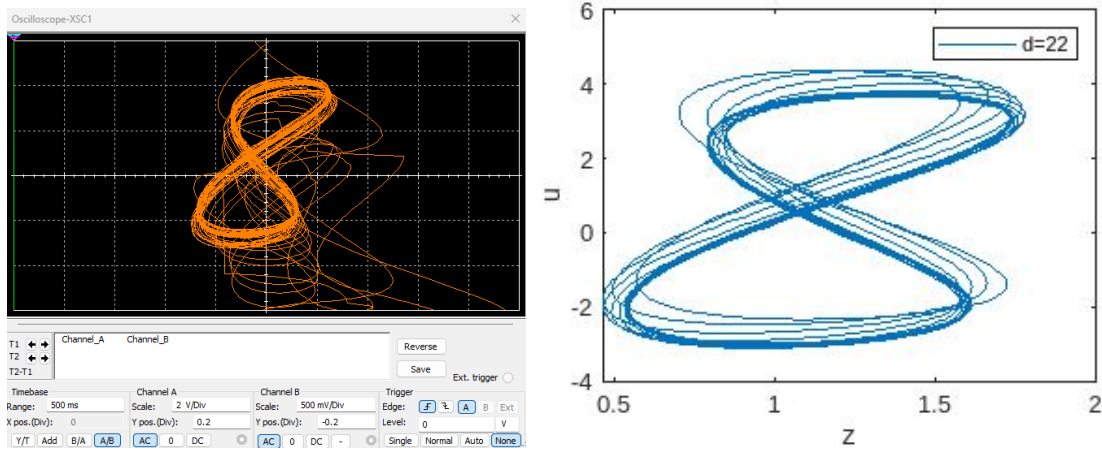 Oscilloscope-XSC1
T1
T2
T2-T1
Channel_A Channel_B
Reverse
Save
Ext. trigger
Timebase
Range: 500 ms
X pos.(Div): 0
Y/T Add B/A A/B
Channel A
Scale: 2 V/Div
Y pos.(Div): 0.2
AC 0 DC
Channel B
Scale: 500 mV/Div
Y pos.(Div): -0.2
AC 0 DC -
Trigger
Edge: A B Ext
Level: 0 V
Single Normal Auto None
d=22
6
4
2
0
-2
-4
u
0.5 1 1.5 2
z